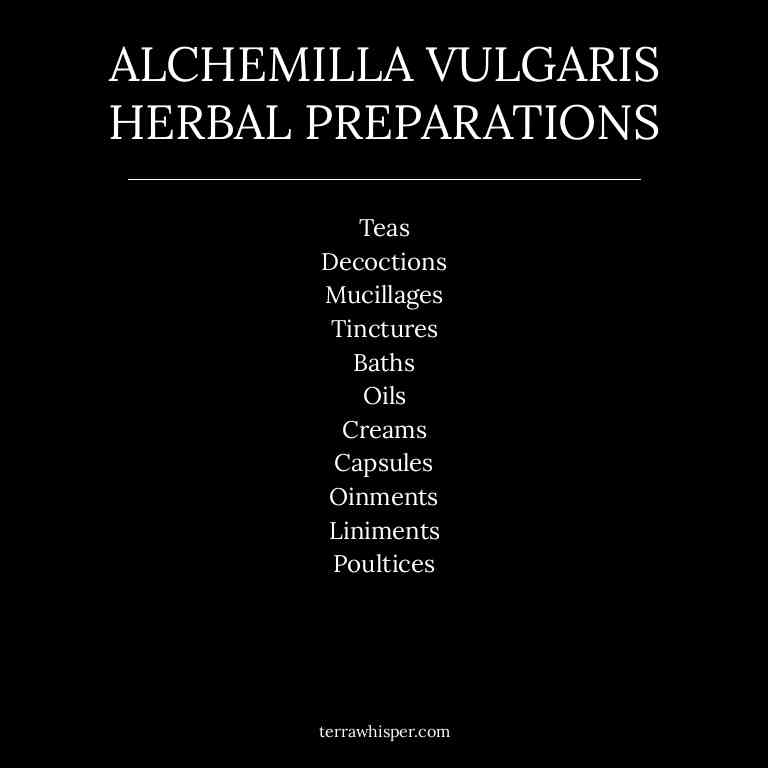 ALCHEMILLA VULGARIS
HERBAL PREPARATIONS
Teas
Decoctions
Mucillages
Tinctures
Baths
Oils
Creams
Capsules
Oinments
Liniments
Poultices
terrawhisper.com